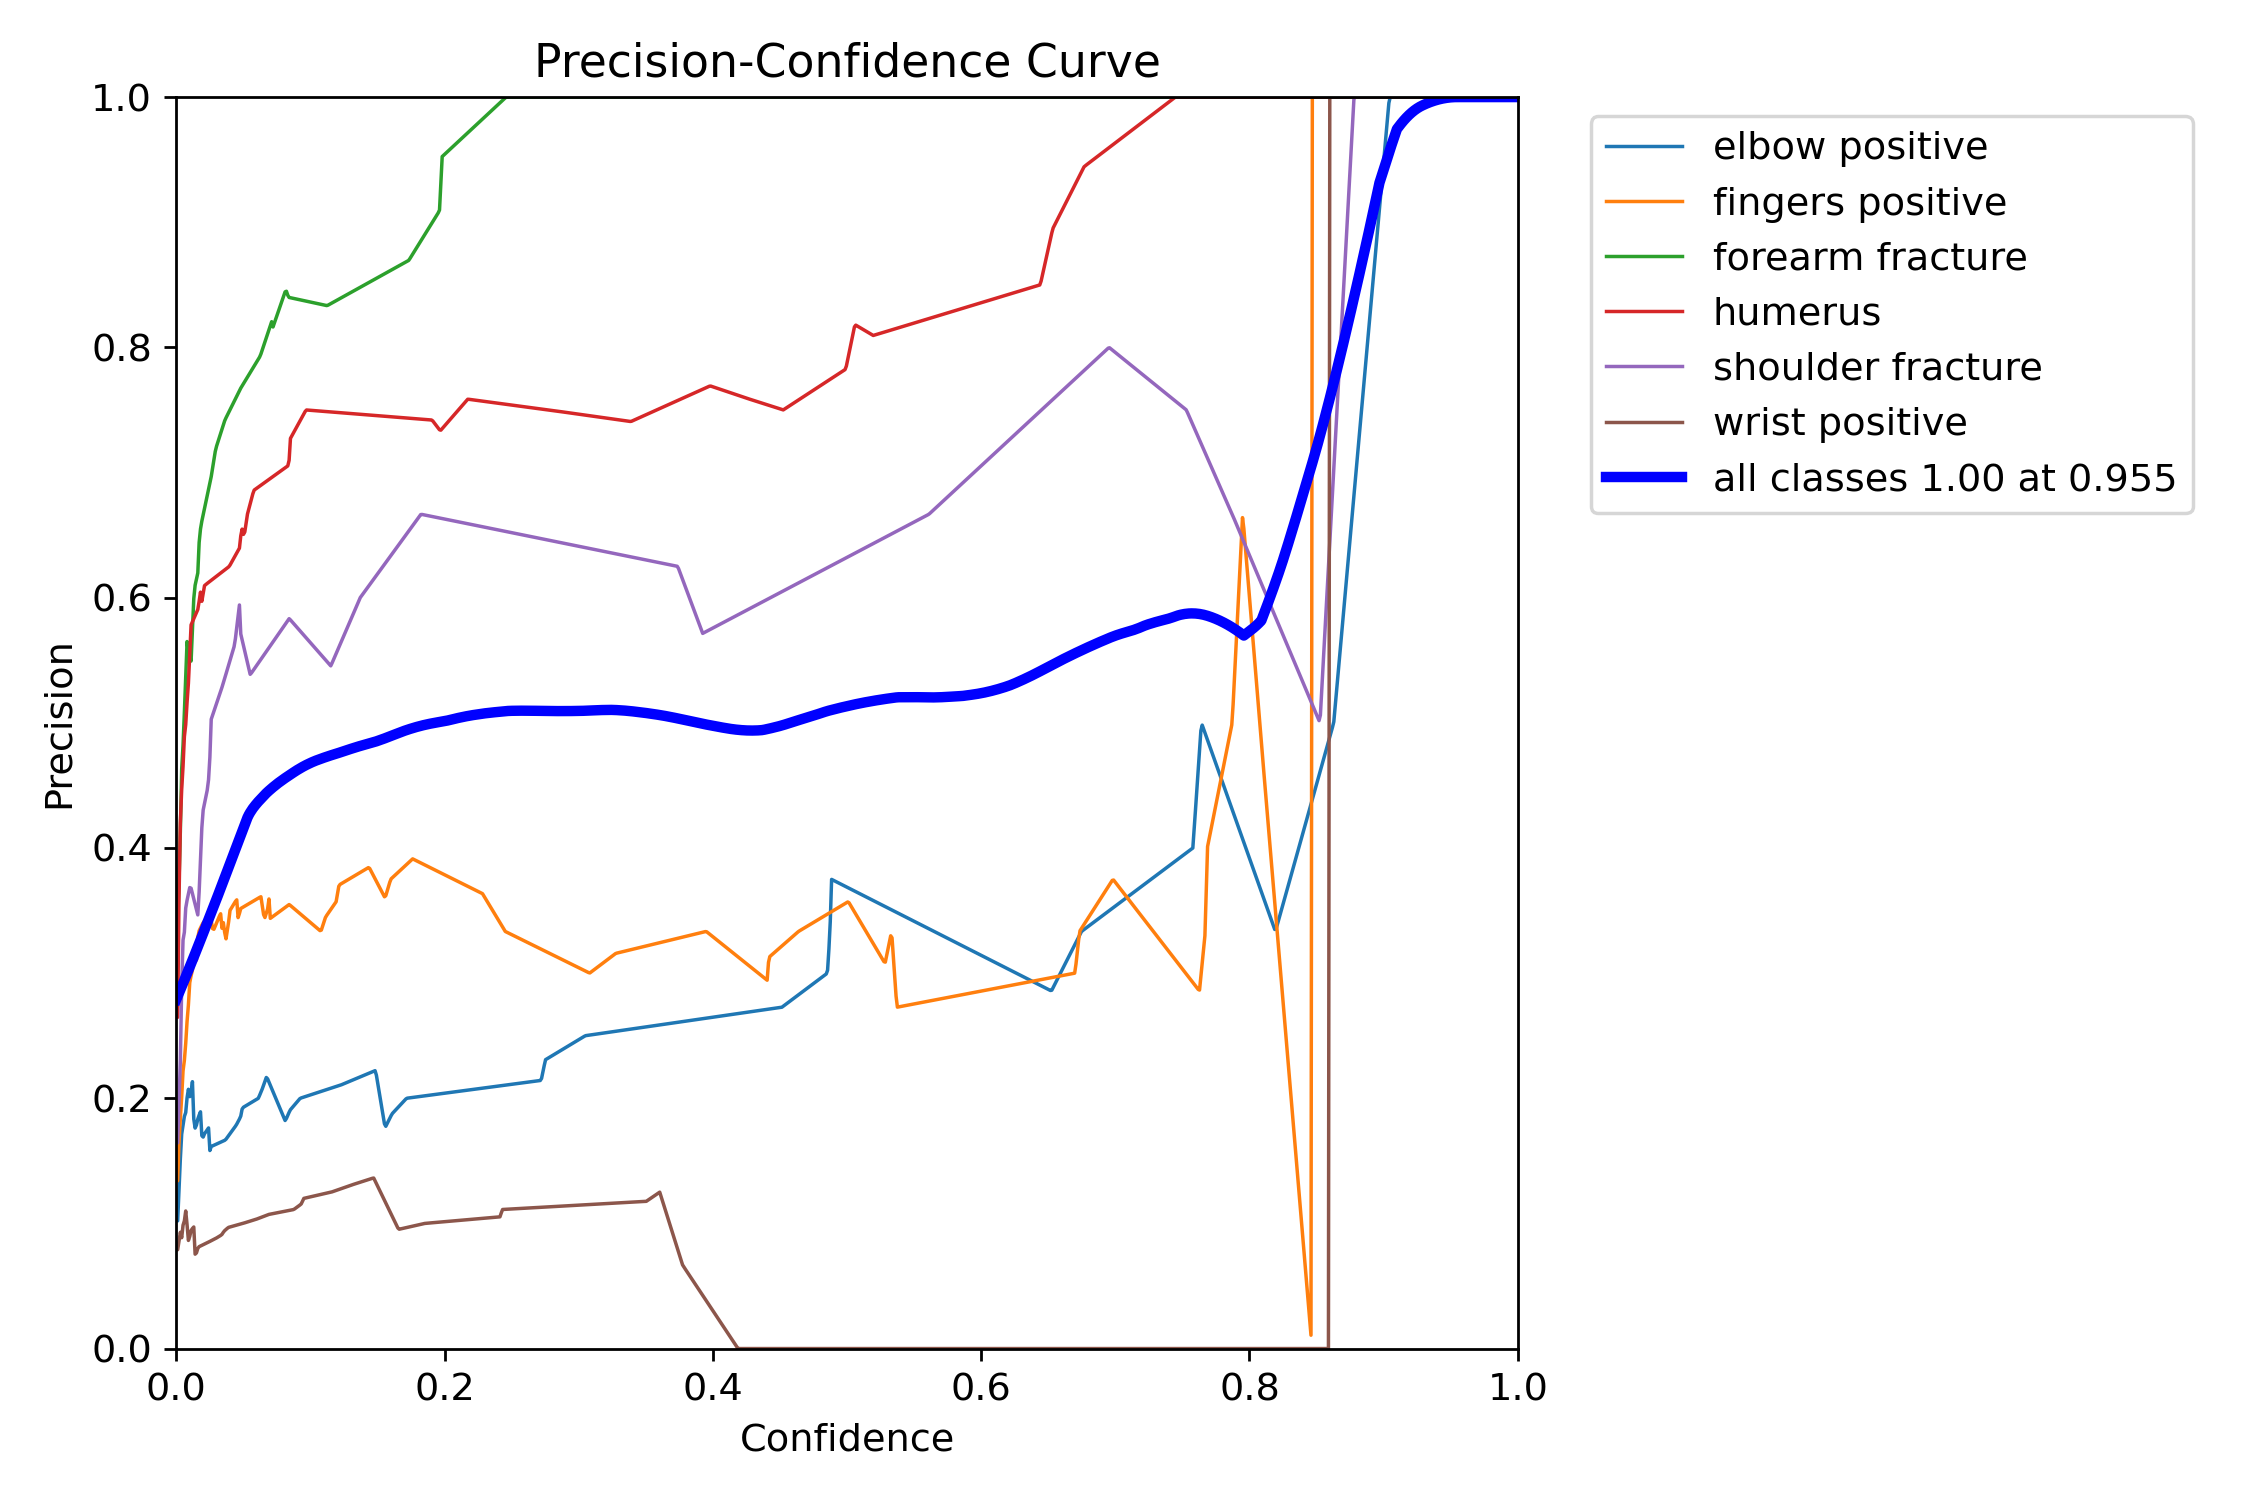 Precision-Confidence Curve
1.0
0.8
0.6
0.4
0.2
0.0
Precision
0.0 0.2 0.4 0.6 0.8 1.0
Confidence
elbow positive
fingers positive
forearm fracture
humerus
shoulder fracture
wrist positive
all classes 1.00 at 0.955